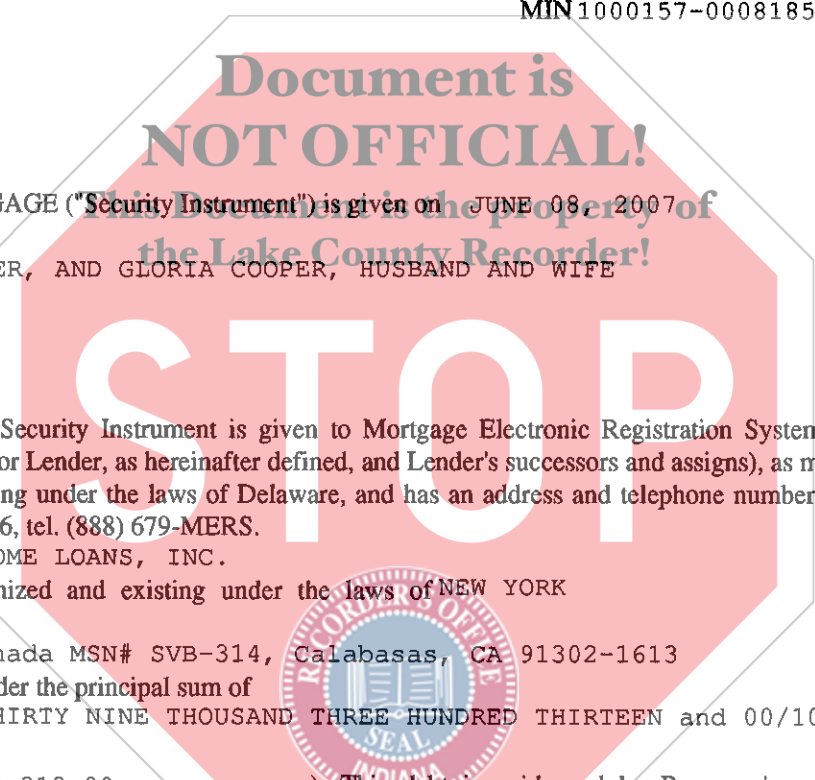 MIN 1000157-0008185
Document is
NOT OFFICIAL!
GAGE ("Security Instrument") is given on JUNE 08, 2007
This Document is the property of
the Lake County Recorder!
ER, AND GLORIA COOPER, HUSBAND AND WIFE
STOP
Security Instrument is given to Mortgage Electronic Registration System
or Lender, as hereinafter defined, and Lender's successors and assigns), as m
ng under the laws of Delaware, and has an address and telephone number
6, tel. (888) 679-MERS.
OME LOANS, INC.
nized and existing under the laws of NEW YORK
nada MSN# SVB-314, Calabasas, CA 91302-1613
der the principal sum of
HIRTY NINE THOUSAND THREE HUNDRED THIRTEEN and 00/10
RECORDER'S OFFICE
SEAL
INDIANA